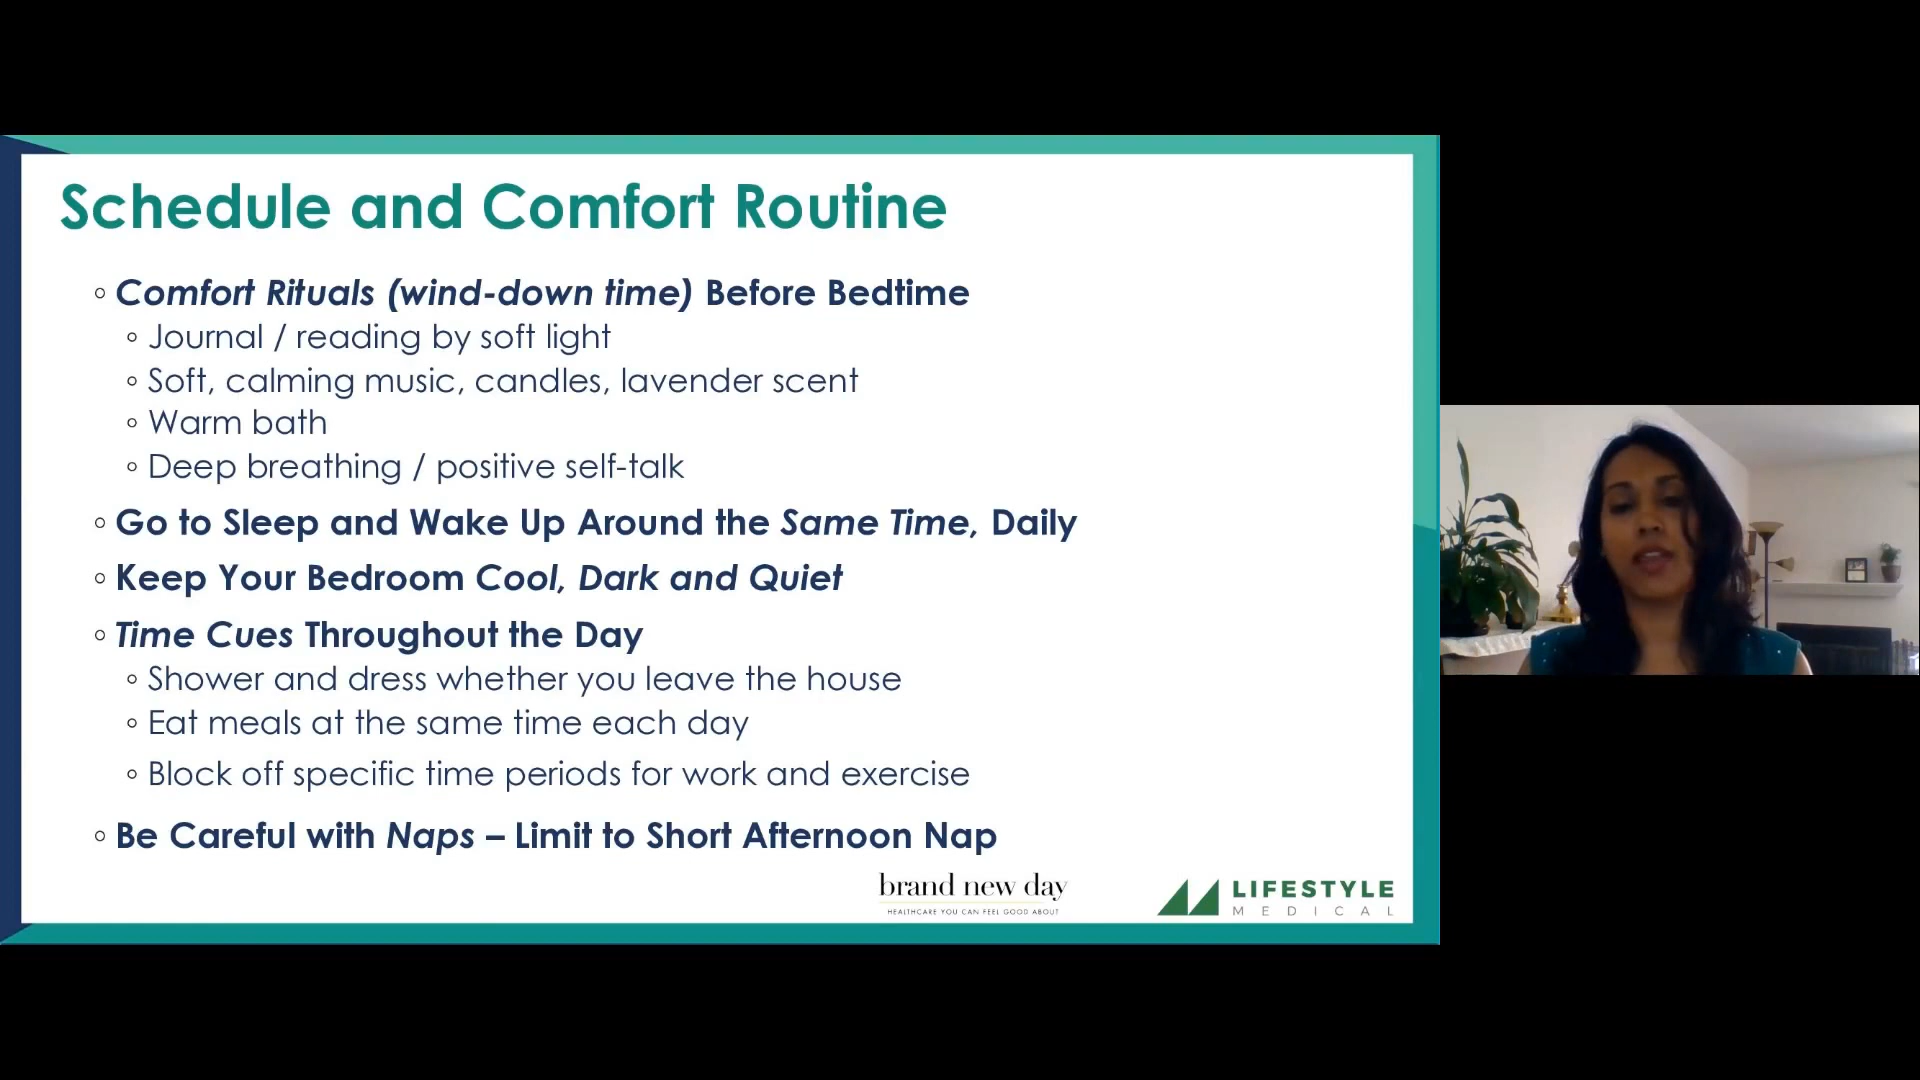 Schedule and Comfort Routine
◦ Comfort Rituals (wind-down time) Before Bedtime
◦ Journal / reading by soft light
◦ Soft, calming music, candles, lavender scent
◦ Warm bath
◦ Deep breathing / positive self-talk
◦ Go to Sleep and Wake Up Around the Same Time, Daily
◦ Keep Your Bedroom Cool, Dark and Quiet
◦ Time Cues Throughout the Day
◦ Shower and dress whether you leave the house
◦ Eat meals at the same time each day
◦ Block off specific time periods for work and exercise
◦ Be Careful with Naps – Limit to Short Afternoon Nap
brand new day
HEALTHCARE YOU CAN FEEL GOOD ABOUT
LIFESTYLE
MEDICAL